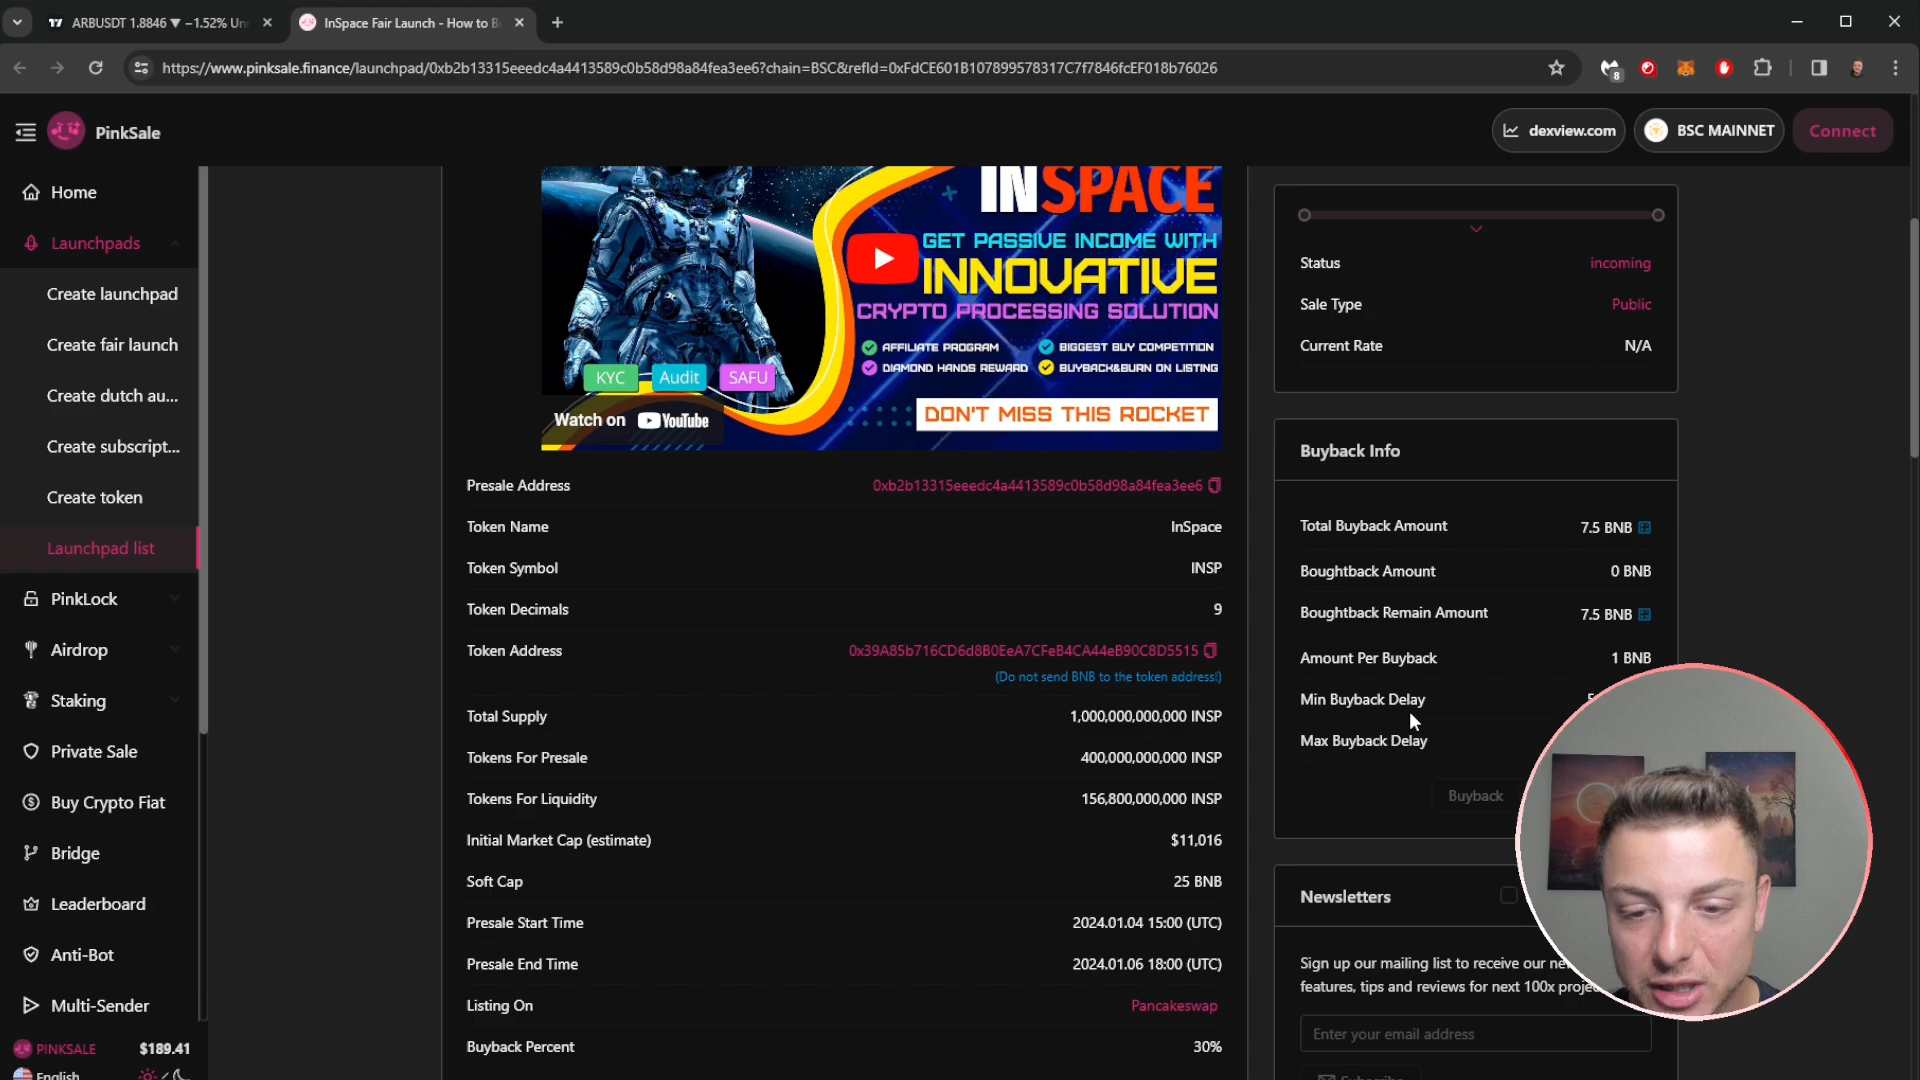 ARBUSDT 1.8846 ▼ −1.52% Un
InSpace Fair Launch - How to B
https://www.pinksale.finance/launchpad/0xb2b13315eeedc4a4413589c0b58d98a84fea3ee6?chain=BSC&refId=0xFdCE601B107899578317C7f7846fcEF018b76026
8
PinkSale
dexview.com
BSC MAINNET
Connect
Home
Launchpads
Create launchpad
Create fair launch
Create dutch au...
Create subscript...
Create token
Launchpad list
PinkLock
Airdrop
Staking
Private Sale
Buy Crypto Fiat
Bridge
Leaderboard
Anti-Bot
Multi-Sender
PINKSALE $189.41
English
INSPACE
GET PASSIVE INCOME WITH
INNOVATIVE
CRYPTO PROCESSING SOLUTION
AFFILIATE PROGRAM BIGGEST BUY COMPETITION
DIAMOND HANDS REWARD BUYBACK&BURN ON LISTING
KYC Audit SAFU
Watch on YouTube
DON'T MISS THIS ROCKET
Presale Address 0xb2b13315eeedc4a4413589c0b58d98a84fea3ee6
Token Name InSpace
Token Symbol INSP
Token Decimals 9
Token Address 0x39A85b716CD6d8B0EeA7CFeB4CA44eB90C8D5515
(Do not send BNB to the token address!)
Total Supply 1,000,000,000,000 INSP
Tokens For Presale 400,000,000,000 INSP
Tokens For Liquidity 156,800,000,000 INSP
Initial Market Cap (estimate) $11,016
Soft Cap 25 BNB
Presale Start Time 2024.01.04 15:00 (UTC)
Presale End Time 2024.01.06 18:00 (UTC)
Listing On Pancakeswap
Buyback Percent 30%
Status incoming
Sale Type Public
Current Rate N/A
Buyback Info
Total Buyback Amount 7.5 BNB
Boughtback Amount 0 BNB
Boughtback Remain Amount 7.5 BNB
Amount Per Buyback 1 BNB
Min Buyback Delay
Max Buyback Delay
Buyback
Newsletters
Sign up our mailing list to receive our
features, tips and reviews for next 100x
Enter your email address
Subscribe